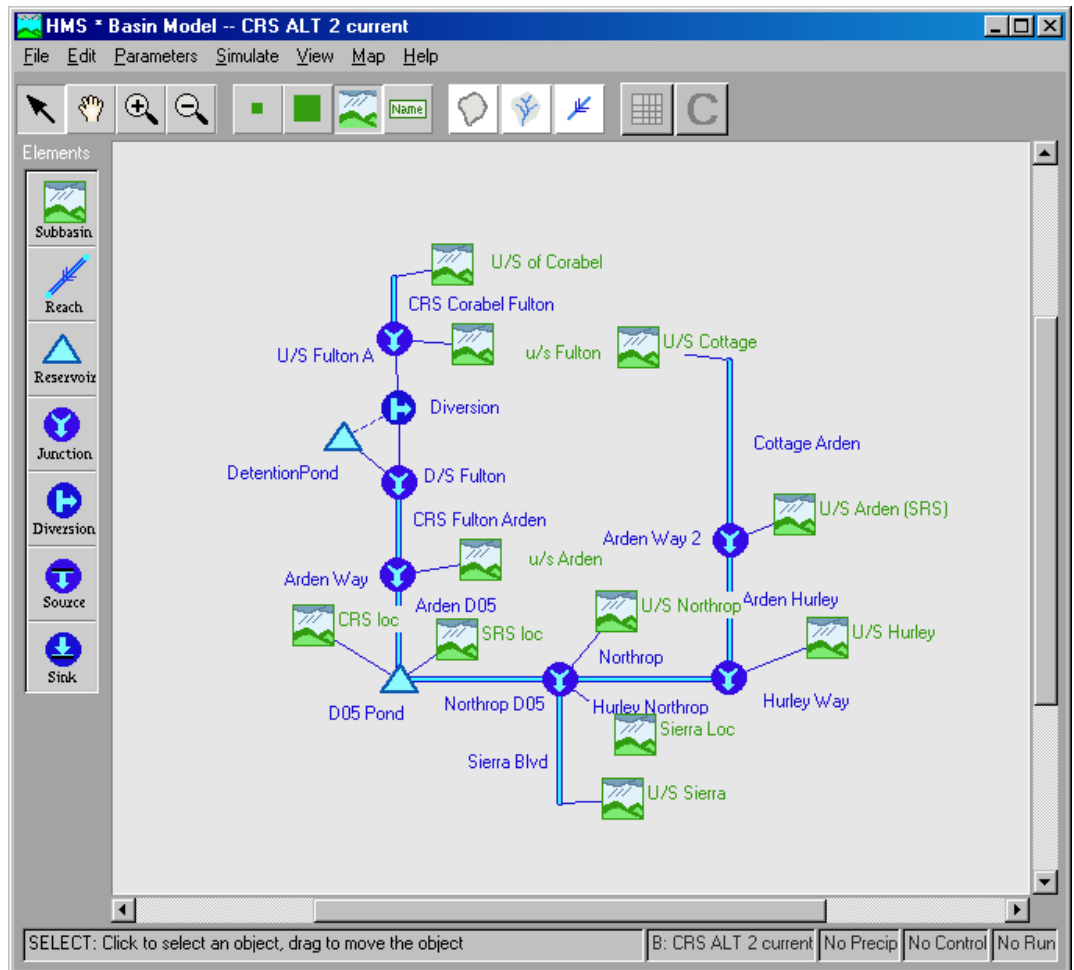 HMS * Basin Model -- CRS ALT 2 current
File Edit Parameters Simulate View Map Help
Name
C
Elements
Subbasin
Reach
Reservoir
Junction
Diversion
Source
Sink
U/S of Corabel
CRS Corabel Fulton
U/S Fulton A
u/s Fulton
U/S Cottage
Diversion
Cottage Arden
DetentionPond
D/S Fulton
U/S Arden (SRS)
CRS Fulton Arden
Arden Way 2
u/s Arden
Arden Way
Arden D05
U/S Northrop
Arden Hurley
CRS loc
SRS loc
U/S Hurley
Northrop
D05 Pond
Northrop D05
Hurley Northrop
Hurley Way
Sierra Loc
Sierra Blvd
U/S Sierra
SELECT: Click to select an object, drag to move the object
B: CRS ALT 2 current
No Precip
No Control
No Run